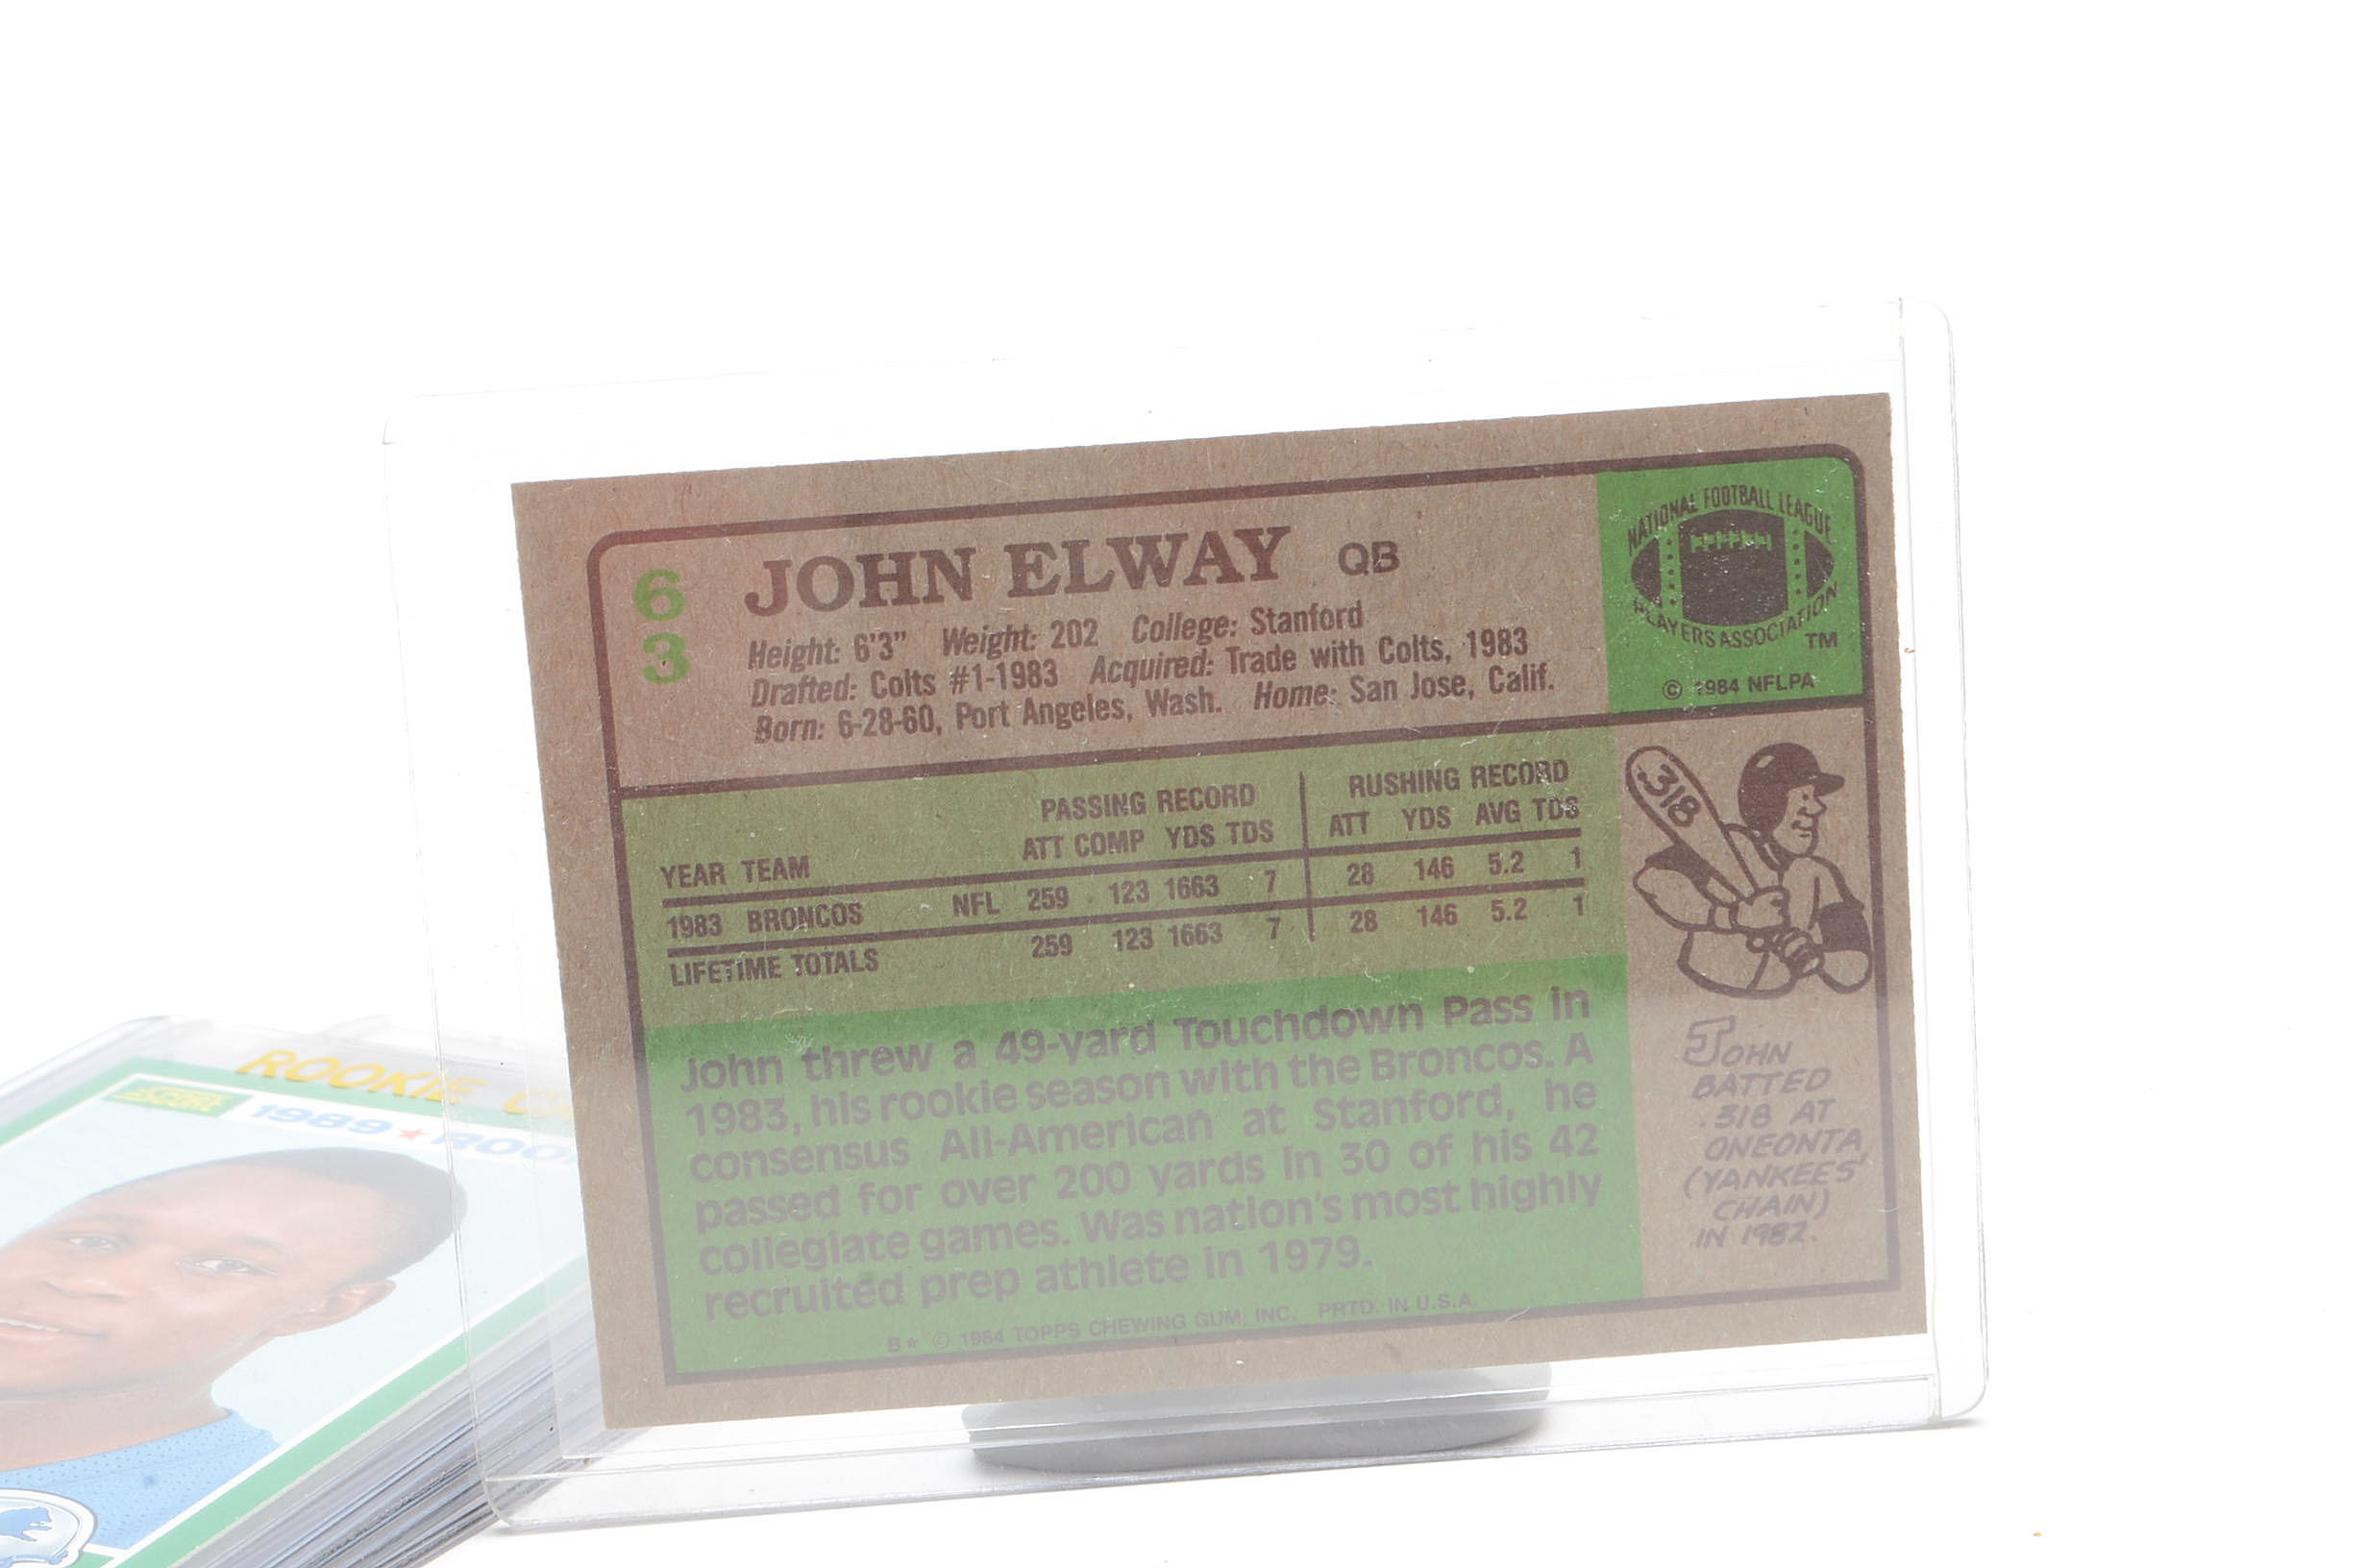 6
3
JOHN ELWAY QB
Height: 6'3" Weight: 202 College: Stanford
Drafted: Colts #1-1983 Acquired: Trade with Colts, 1983
Born: 6-28-60, Port Angeles, Wash. Home: San Jose, Calif.
NATIONAL FOOTBALL LEAGUE
PLAYERS ASSOCIATION
TM
© 1984 NFLPA
PASSING RECORD RUSHING RECORD
YEAR TEAM ATT COMP YDS TDS ATT YDS AVG TDS
1983 BRONCOS NFL 259 123 1663 7 28 146 5.2 1
LIFETIME TOTALS 259 123 1663 7 28 146 5.2 1
John threw a 49-yard Touchdown Pass in
1983, his rookie season with the Broncos. A
consensus All-American at Stanford, he
passed for over 200 yards in 30 of his 42
collegiate games. Was nation's most highly
recruited prep athlete in 1979.
B* © 1984 TOPPS CHEWING GUM, INC. PRTD. IN U.S.A.
.318
JOHN
BATTED
.318 AT
ONEONTA
(YANKEES'
CHAIN)
IN 1982.
ROOKIE
SCORE
1989 ★ ROO